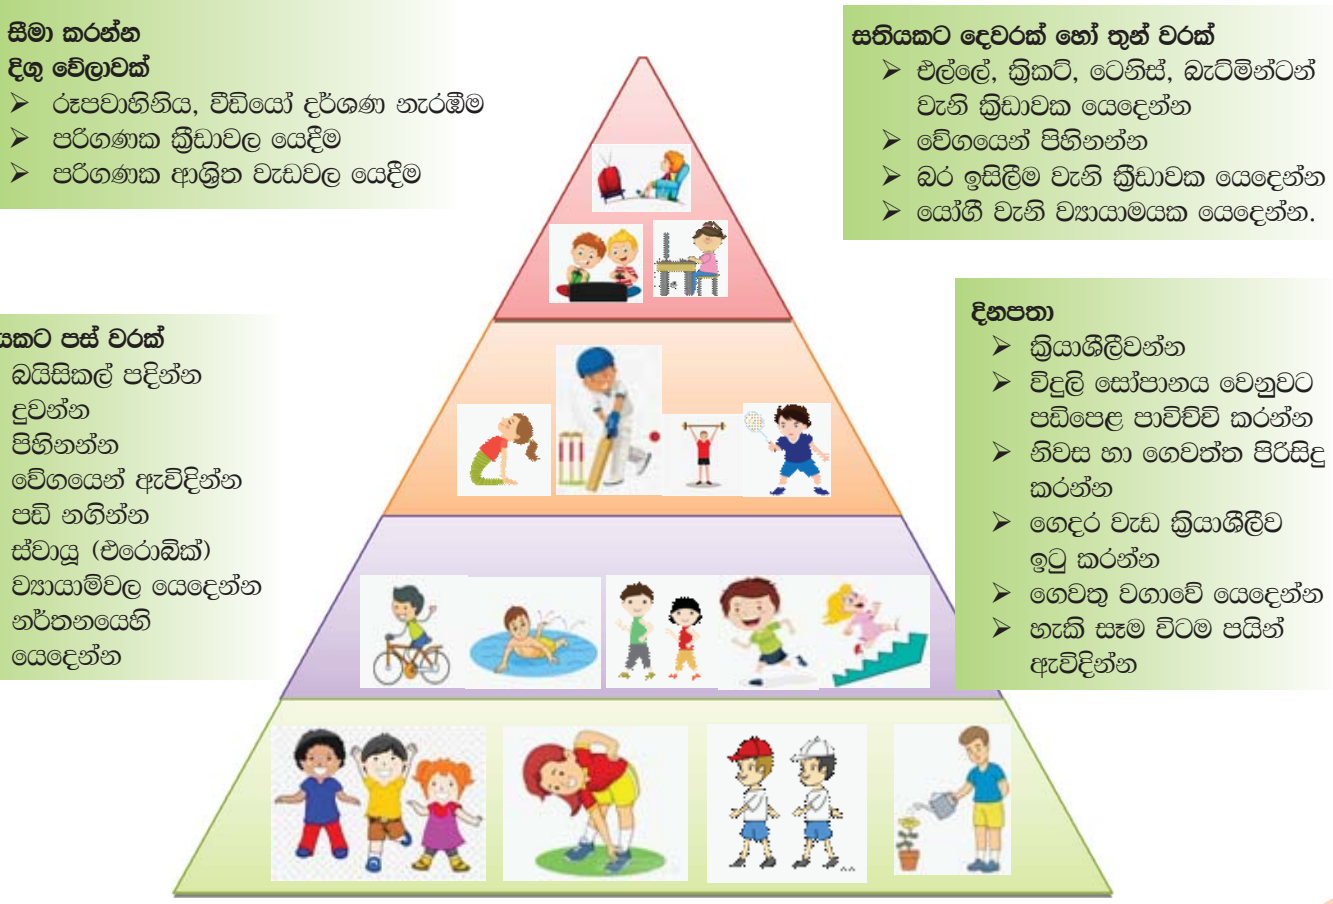 සීමා කරන්න
දිගු වේලාවක්
➢ රූපවාහිනිය, වීඩියෝ දර්ශණ නැරඹීම
➢ පරිගණක ක්‍රීඩාවල යෙදීම
➢ පරිගණක ආශ්‍රිත වැඩවල යෙදීම
සතියකට දෙවරක් හෝ තුන් වරක්
➢ එල්ලේ, ක්‍රිකට්, ටෙනිස්, බැට්මින්ටන්
වැනි ක්‍රිඩාවක යෙදෙන්න
➢ වේගයෙන් පිහිනන්න
➢ බර ඉසිලීම වැනි ක්‍රීඩාවක යෙදෙන්න
➢ යෝගී වැනි ව්‍යායාමයක යෙදෙන්න.
යකට පස් වරක්
බයිසිකල් පදින්න
දුවන්න
පිහිනන්න
වේගයෙන් ඇවිදින්න
පඩි නගින්න
ස්වායූ (එරොබික්)
ව්‍යායාම්වල යෙදෙන්න
නර්තනයෙහි
යෙදෙන්න
දිනපතා
➢ ක්‍රියාශීලීවන්න
➢ විදුලි සෝපානය වෙනුවට
පඩිපෙළ පාවිච්චි කරන්න
➢ නිවස හා ගෙවත්ත පිරිසිදු
කරන්න
➢ ගෙදර වැඩ ක්‍රියාශීලීව
ඉටු කරන්න
➢ ගෙවතු වගාවේ යෙදෙන්න
➢ හැකි සෑම විටම පයින්
ඇවිදින්න